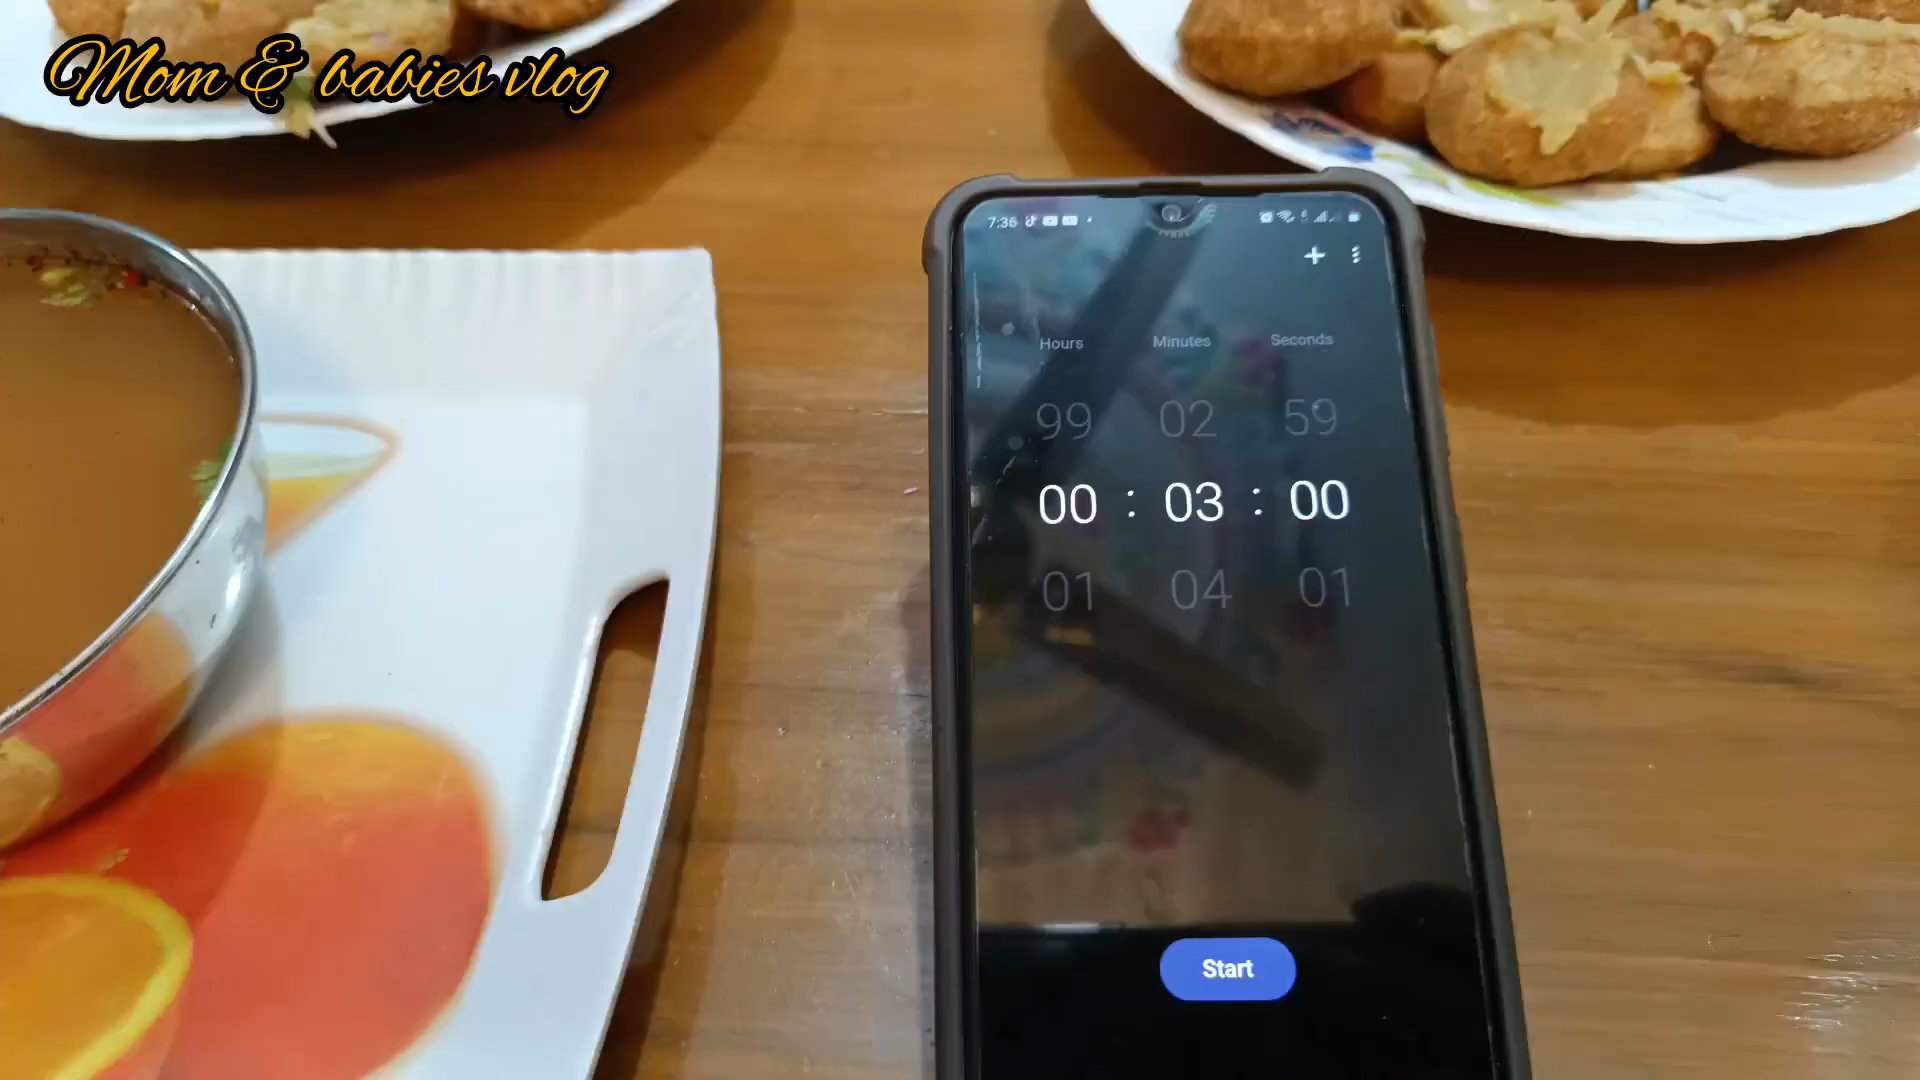 Mom & babies vlog
7:36
Hours Minutes Seconds
99 02 59
00 : 03 : 00
01 04 01
Start